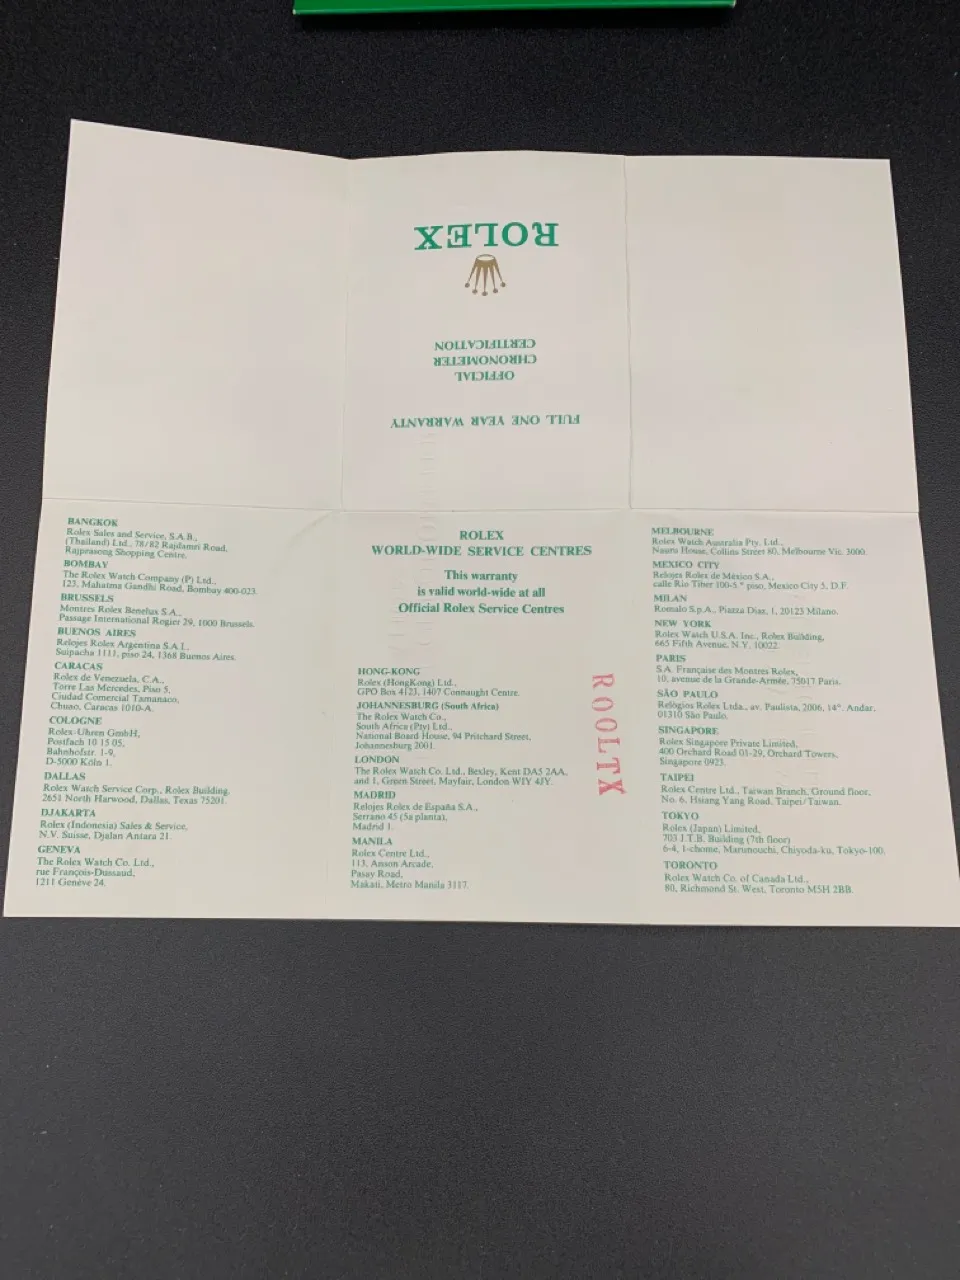 ROLEX
OFFICIAL
CHRONOMETER
CERTIFICATION
FULL ONE YEAR WARRANTY
BANGKOK
Rolex Sales and Service, S.A.B.,
(Thailand) Ltd., 78/82 Rajdamri Road,
Rajprasong Shopping Centre.
BOMBAY
The Rolex Watch Company (P) Ltd.,
123, Mahatma Gandhi Road, Bombay 400-023.
BRUSSELS
Montres Rolex Benelux S.A.,
Passage International Rogier 29, 1000 Brussels.
BUENOS AIRES
Relojes Rolex Argentina S.A.I.,
Suipacha 1111, piso 24, 1368 Buenos Aires.
CARACAS
Rolex de Venezuela, C.A.,
Torre Las Mercedes, Piso 5,
Ciudad Comercial Tamanaco,
Chuao, Caracas 1010-A.
COLOGNE
Rolex-Uhren GmbH,
Postfach 10 15 05,
Bahnhofstr. 1-9,
D-5000 Köln 1.
DALLAS
Rolex Watch Service Corp., Rolex Building,
2651 North Harwood, Dallas, Texas 75201.
DJAKARTA
Rolex (Indonesia) Sales & Service,
N.V. Suisse, Djalan Antara 21.
GENEVA
The Rolex Watch Co. Ltd.,
rue François-Dussaud,
1211 Genève 24.
ROLEX
WORLD-WIDE SERVICE CENTRES
This warranty
is valid world-wide at all
Official Rolex Service Centres
HONG-KONG
Rolex (HongKong) Ltd.,
GPO Box 4123, 1407 Connaught Centre.
JOHANNESBURG (South Africa)
The Rolex Watch Co.,
South Africa (Pty) Ltd.,
National Board House, 94 Pritchard Street,
Johannesburg 2001.
LONDON
The Rolex Watch Co. Ltd., Bexley, Kent DA5 2AA,
and 1, Green Street, Mayfair, London W1Y 4JY.
MADRID
Relojes Rolex de España S.A.,
Serrano 45 (5a planta),
Madrid 1.
MANILA
Rolex Centre Ltd.,
113, Anson Arcade,
Pasay Road,
Makati, Metro Manila 3117.
ROOLTX
MELBOURNE
Rolex Watch Australia Pty. Ltd.,
Nauru House, Collins Street 80, Melbourne Vic. 3000.
MEXICO CITY
Relojes Rolex de México S.A.,
calle Rio Tiber 100-5.° piso, Mexico City 5, D.F.
MILAN
Romalo S.p.A., Piazza Diaz, 1, 20123 Milano.
NEW YORK
Rolex Watch U.S.A. Inc., Rolex Building,
665 Fifth Avenue, N.Y. 10022.
PARIS
S.A. Française des Montres Rolex,
10, avenue de la Grande-Armée, 75017 Paris.
SÃO PAULO
Relógios Rolex Ltda., av. Paulista, 2006, 14°. Andar,
01310 São Paulo.
SINGAPORE
Rolex Singapore Private Limited,
400 Orchard Road 01-29, Orchard Towers,
Singapore 0923.
TAIPEI
Rolex Centre Ltd., Taiwan Branch, Ground floor,
No. 6, Hsiang Yang Road, Taipei/Taiwan.
TOKYO
Rolex (Japan) Limited,
703 J.T.B. Building (7th floor)
6-4, 1-chome, Marunouchi, Chiyoda-ku, Tokyo-100.
TORONTO
Rolex Watch Co. of Canada Ltd.,
80, Richmond St. West, Toronto M5H 2BB.